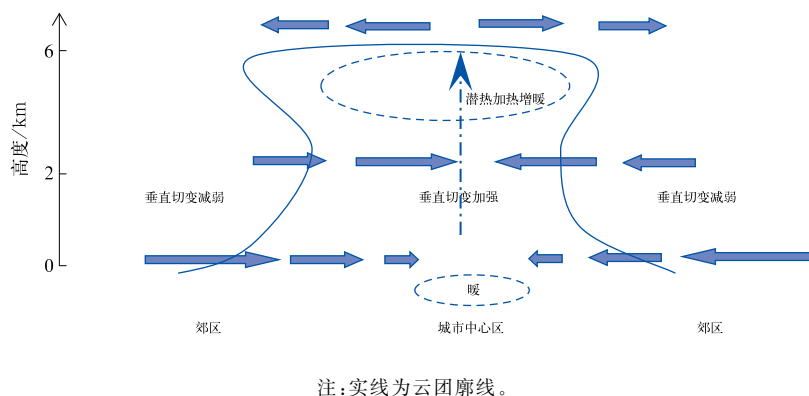 高度/km
6
2
0
潜热加热增暖
垂直切变减弱
垂直切变加强
垂直切变减弱
暖
郊区
城市中心区
郊区
注:实线为云团廓线。